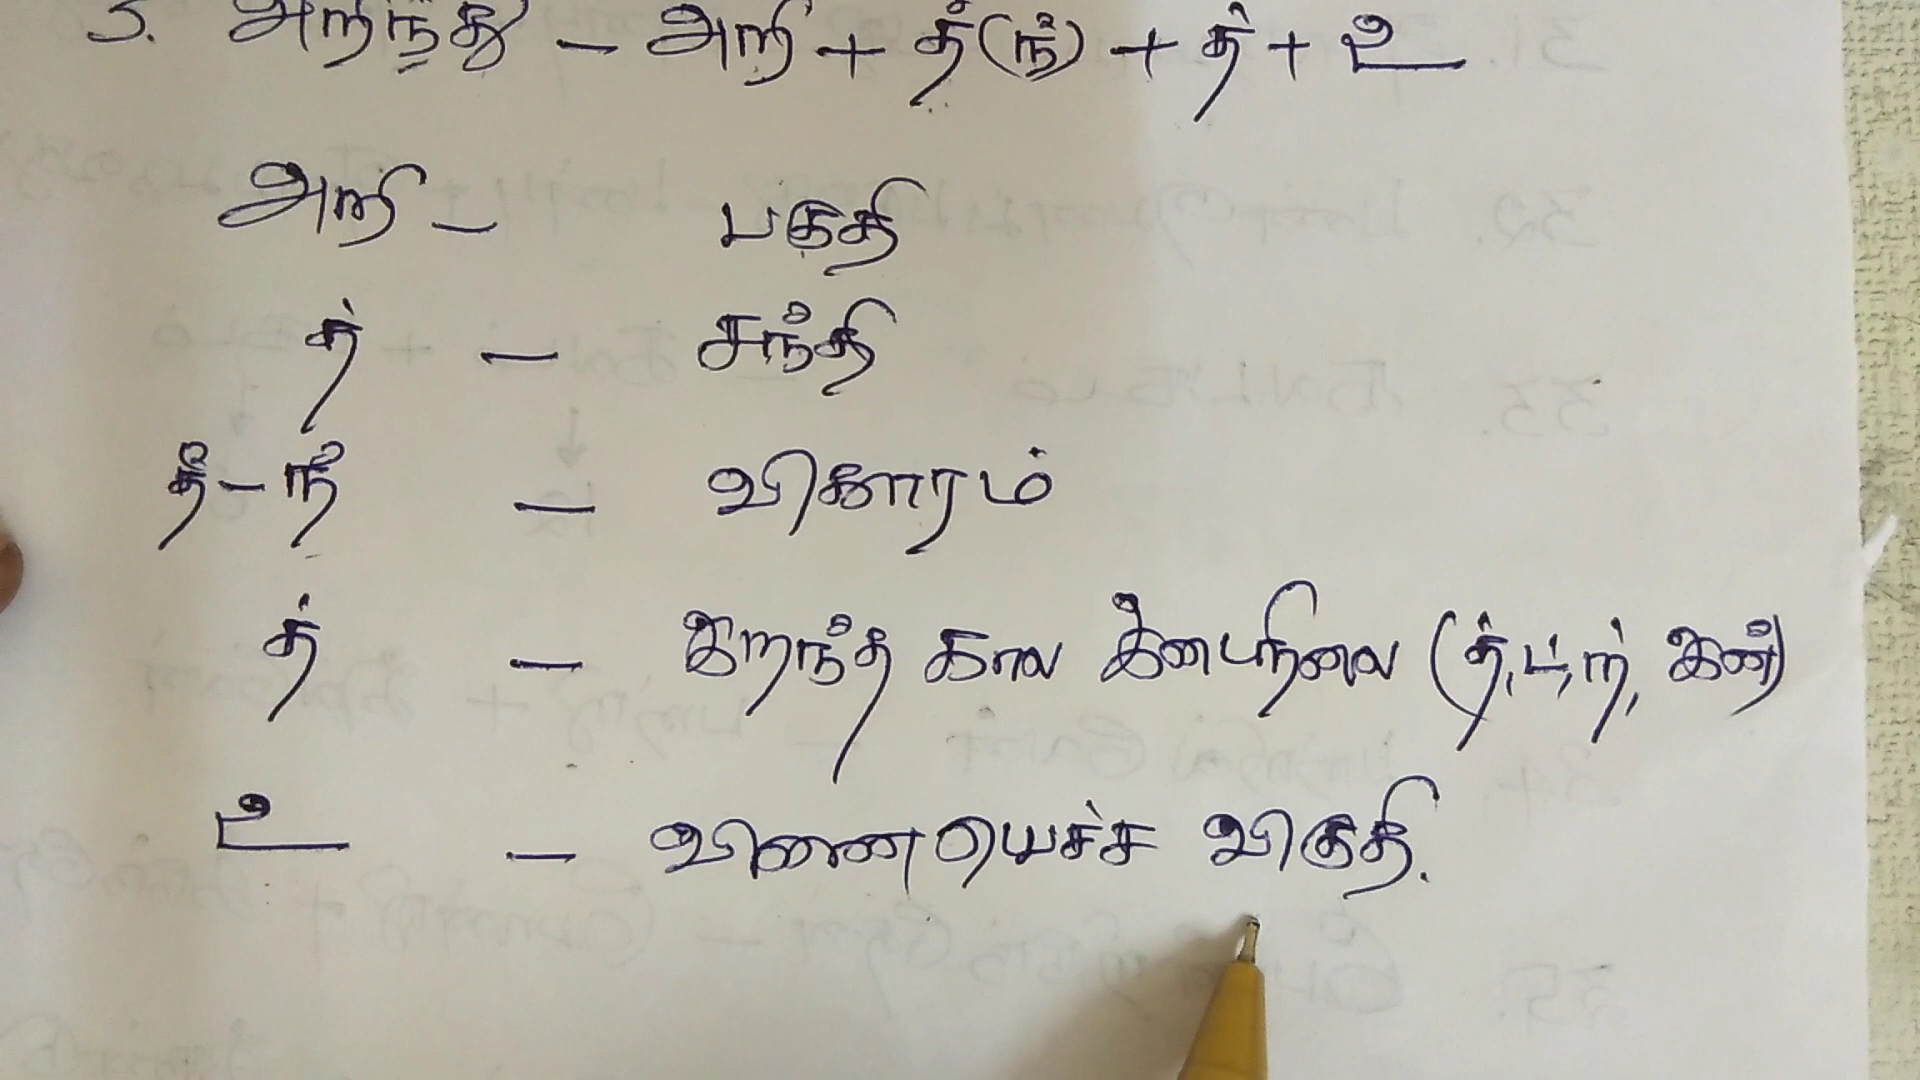 5. அறிந்து - அறி + த்(ந்) + த் + உ
அறி - பகுதி
த் - சந்தி
த் - ந் - விகாரம்
த் - இறந்த கால இடைநிலை (த், ட், ற், இன்)
உ - வினையெச்ச விகுதி.